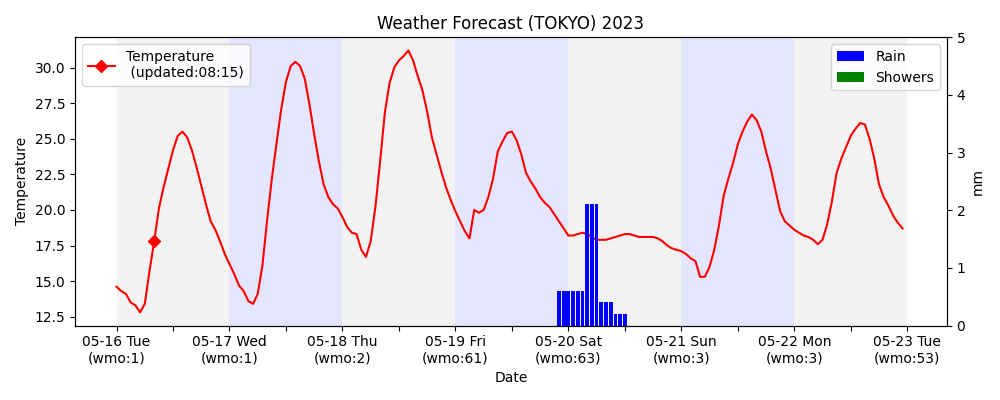 Weather Forecast (TOKYO) 2023
Temperature
(updated:08:15)
Rain
Showers
Temperature
30.0
27.5
25.0
22.5
20.0
17.5
15.0
12.5
5
4
3
2
1
0
mm
05-16 Tue
(wmo:1)
05-17 Wed
(wmo:1)
05-18 Thu
(wmo:2)
05-19 Fri
(wmo:61)
05-20 Sat
(wmo:63)
05-21 Sun
(wmo:3)
05-22 Mon
(wmo:3)
05-23 Tue
(wmo:53)
Date